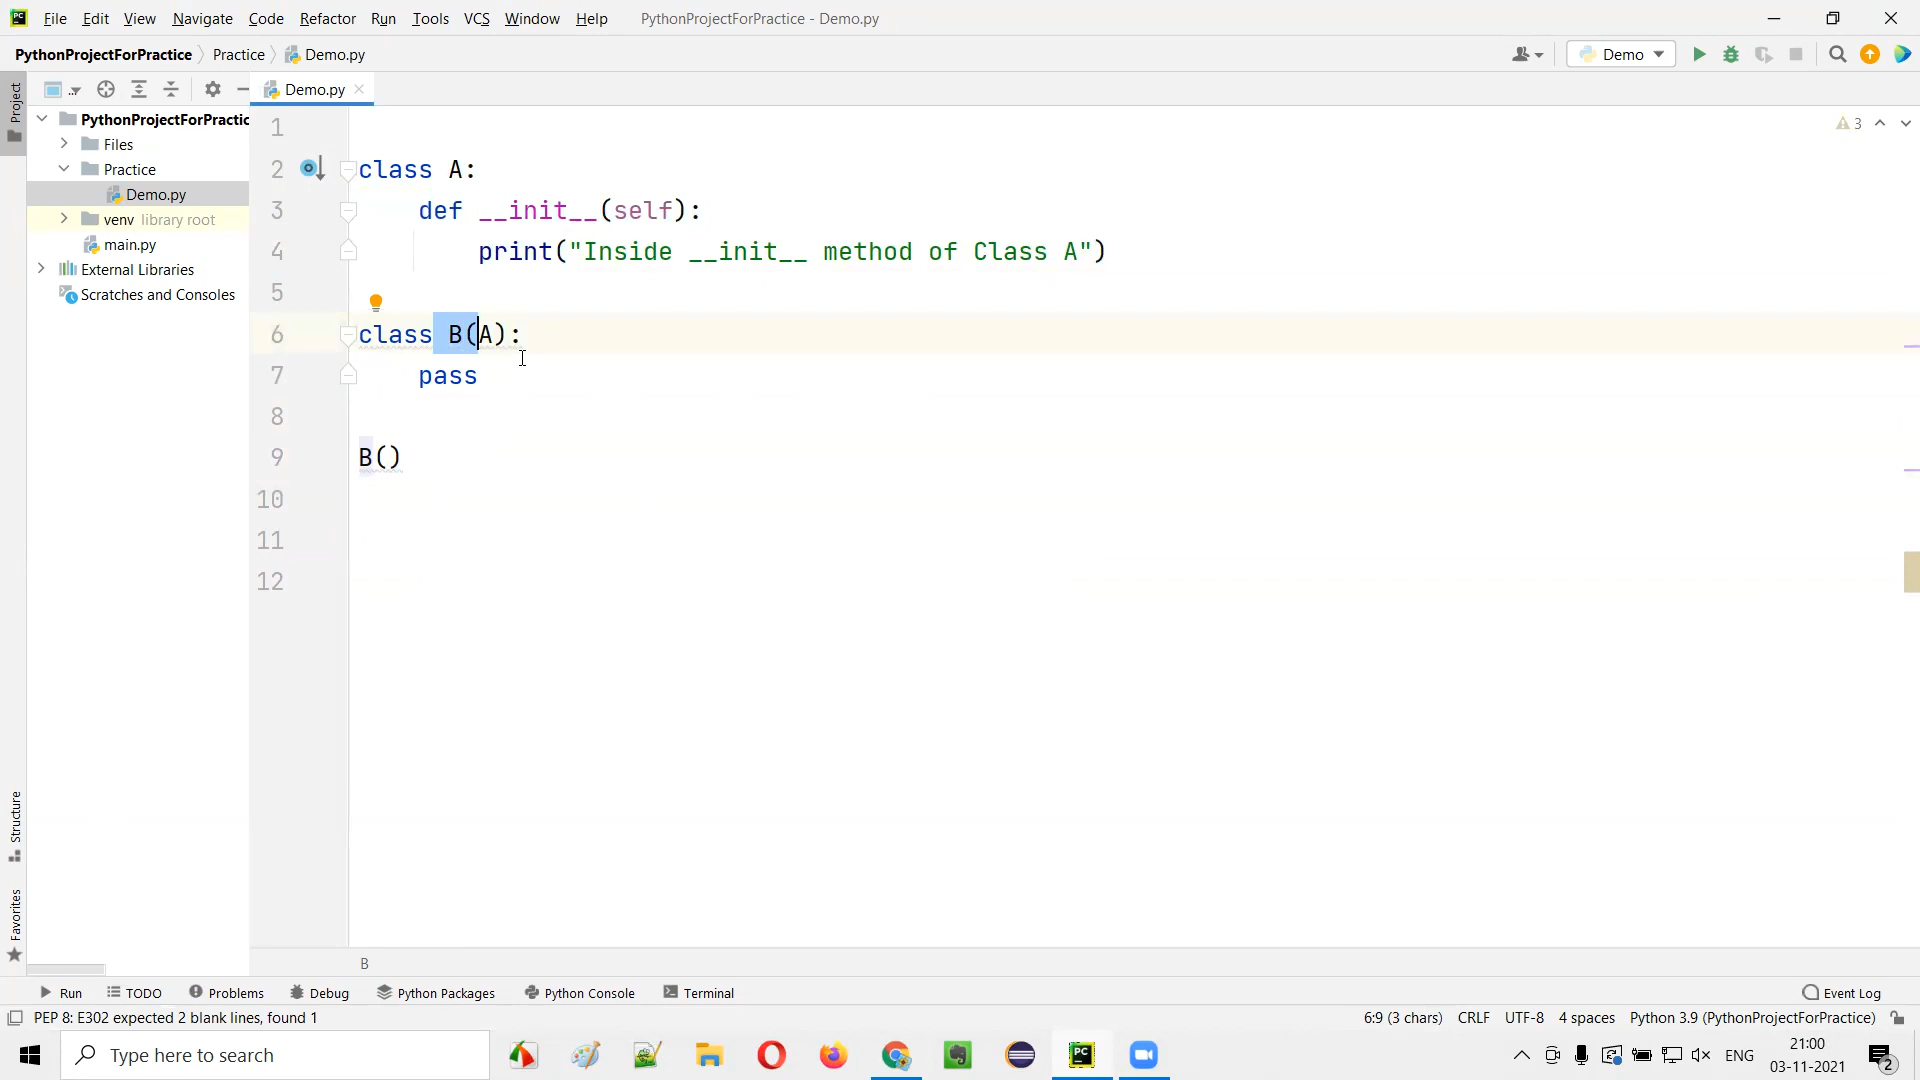 File Edit View Navigate Code Refactor Run Tools VCS Window Help PythonProjectForPractice - Demo.py
PythonProjectForPractice Practice Demo.py Demo
Project
Demo.py
PythonProjectForPractic
Files
Practice
Demo.py
venv library root
main.py
External Libraries
Scratches and Consoles
Structure
Favorites
3
1
2 class A:
3 def __init__(self):
4 print("Inside __init__ method of Class A")
5
6 class B(A):
7 pass
8
9 B()
10
11
12
B
Run TODO Problems Debug Python Packages Python Console Terminal Event Log
PEP 8: E302 expected 2 blank lines, found 1 6:9 (3 chars) CRLF UTF-8 4 spaces Python 3.9 (PythonProjectForPractice)
Type here to search
PC
ENG
21:00
03-11-2021
2